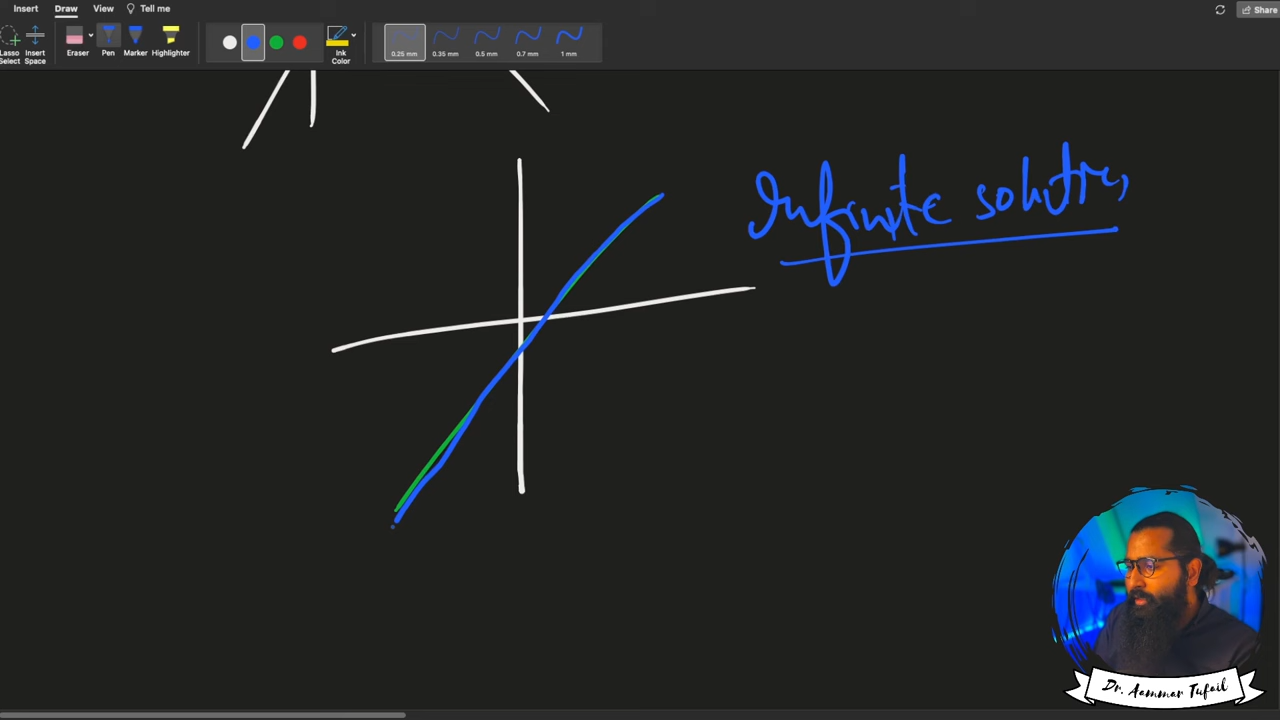 Insert Draw View Tell me
Share
Lasso Select
Insert Space
Eraser
Pen
Marker
Highlighter
Ink Color
0.25 mm 0.35 mm 0.5 mm 0.7 mm 1 mm
Infinite solution,
Dr. Aammar Tufail